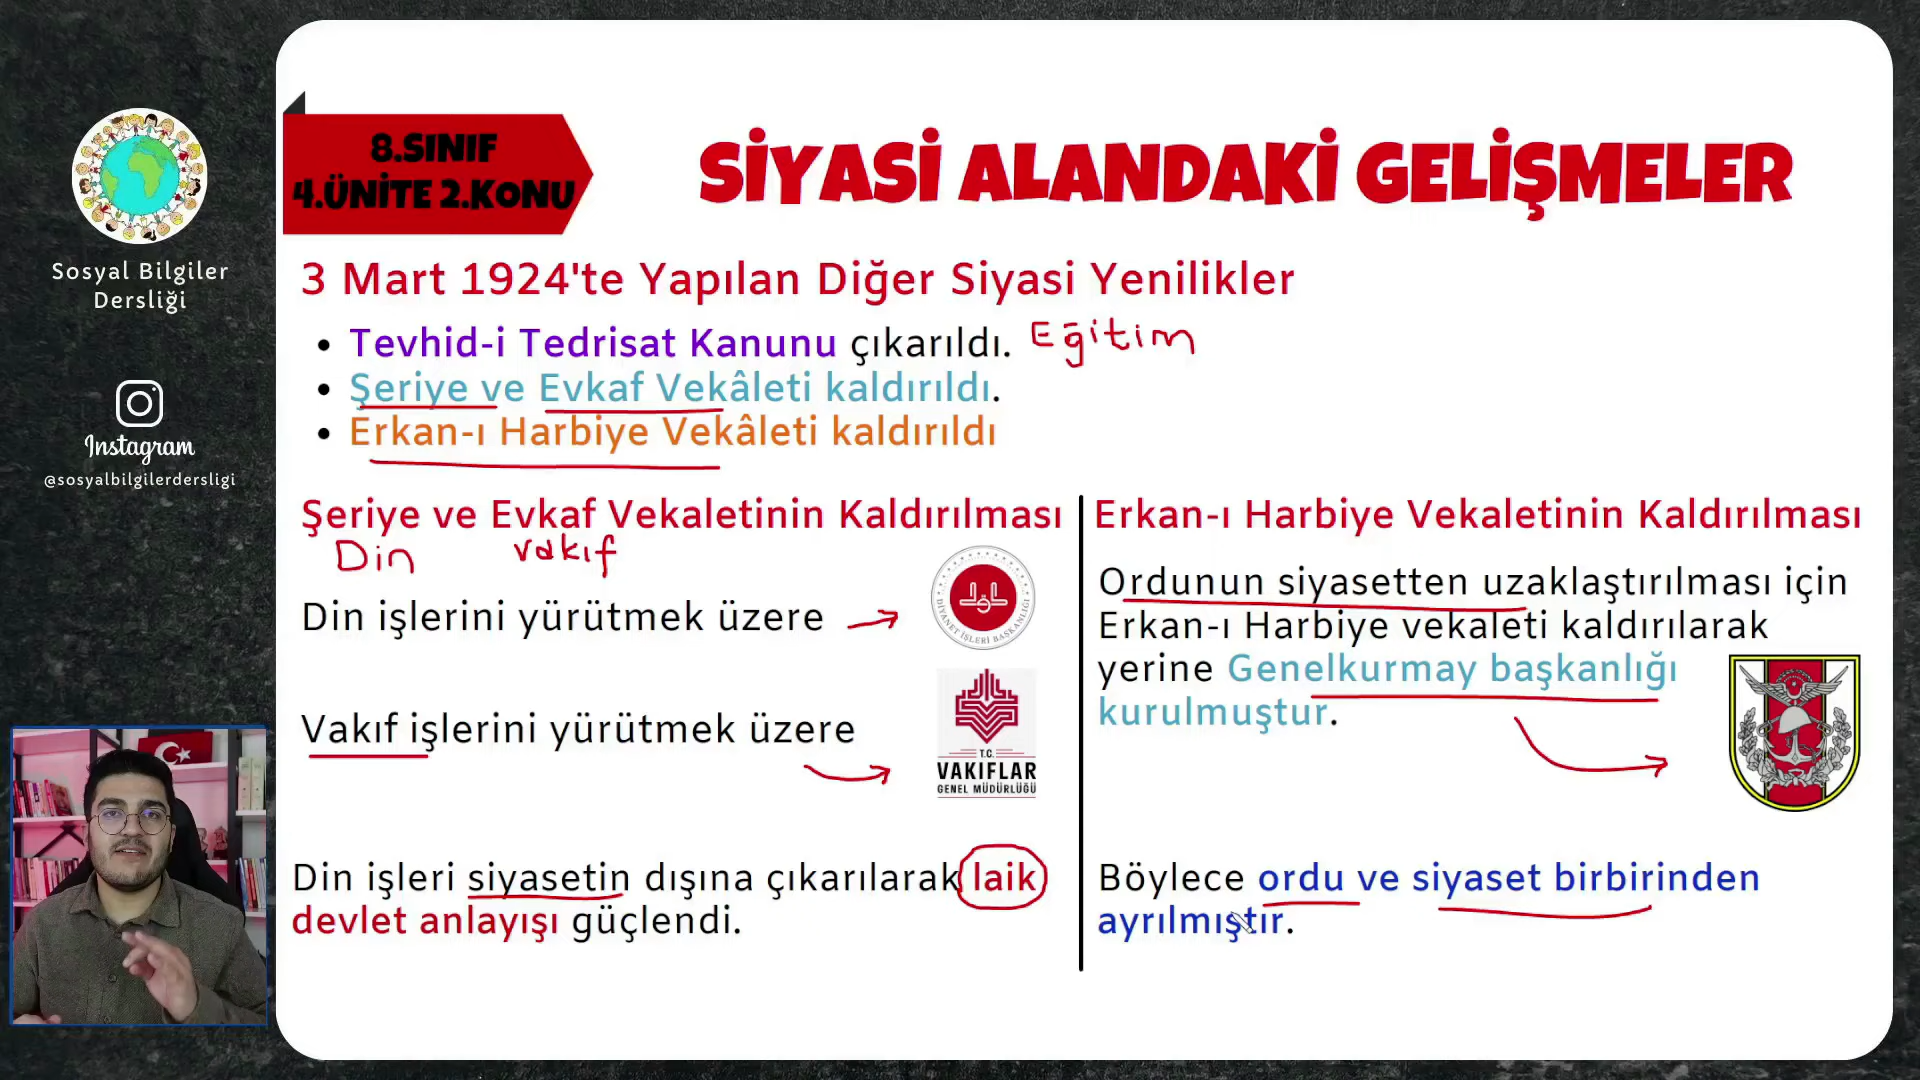 Sosyal Bilgiler
Dersliği
Instagram
@sosyalbilgilerdersligi
8.SINIF
4.ÜNİTE 2.KONU
SİYASİ ALANDAKİ GELİŞMELER
3 Mart 1924'te Yapılan Diğer Siyasi Yenilikler
• Tevhid-i Tedrisat Kanunu çıkarıldı. Eğitim
• Şeriye ve Evkaf Vekâleti kaldırıldı.
• Erkan-ı Harbiye Vekâleti kaldırıldı
Şeriye ve Evkaf Vekaletinin Kaldırılması
Din vakıf
Din işlerini yürütmek üzere
DİYANET İŞLERİ BAŞKANLIĞI
Vakıf işlerini yürütmek üzere
T.C.
VAKIFLAR
GENEL MÜDÜRLÜĞÜ
Din işleri siyasetin dışına çıkarılarak laik
devlet anlayışı güçlendi.
Erkan-ı Harbiye Vekaletinin Kaldırılması
Ordunun siyasetten uzaklaştırılması için
Erkan-ı Harbiye vekaleti kaldırılarak
yerine Genelkurmay başkanlığı
kurulmuştur.
Böylece ordu ve siyaset birbirinden
ayrılmıştır.